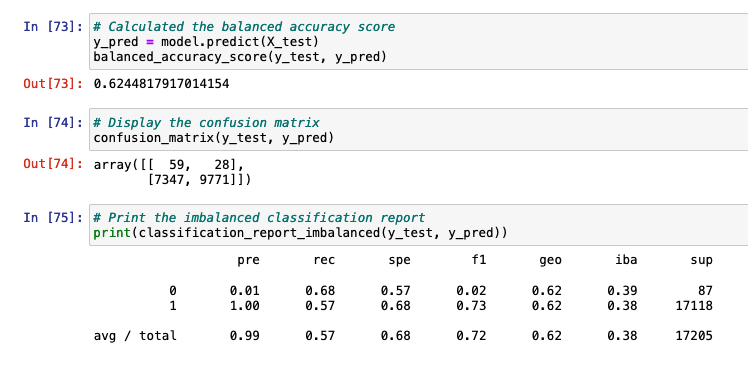 In [73]: # Calculated the balanced accuracy score
y_pred = model.predict(X_test)
balanced_accuracy_score(y_test, y_pred)
Out[73]: 0.6244817917014154
In [74]: # Display the confusion matrix
confusion_matrix(y_test, y_pred)
Out[74]: array([[  59,   28],
       [7347, 9771]])
In [75]: # Print the imbalanced classification report
print(classification_report_imbalanced(y_test, y_pred))
pre rec spe f1 geo iba sup
0 0.01 0.68 0.57 0.02 0.62 0.39 87
1 1.00 0.57 0.68 0.73 0.62 0.38 17118
avg / total 0.99 0.57 0.68 0.72 0.62 0.38 17205